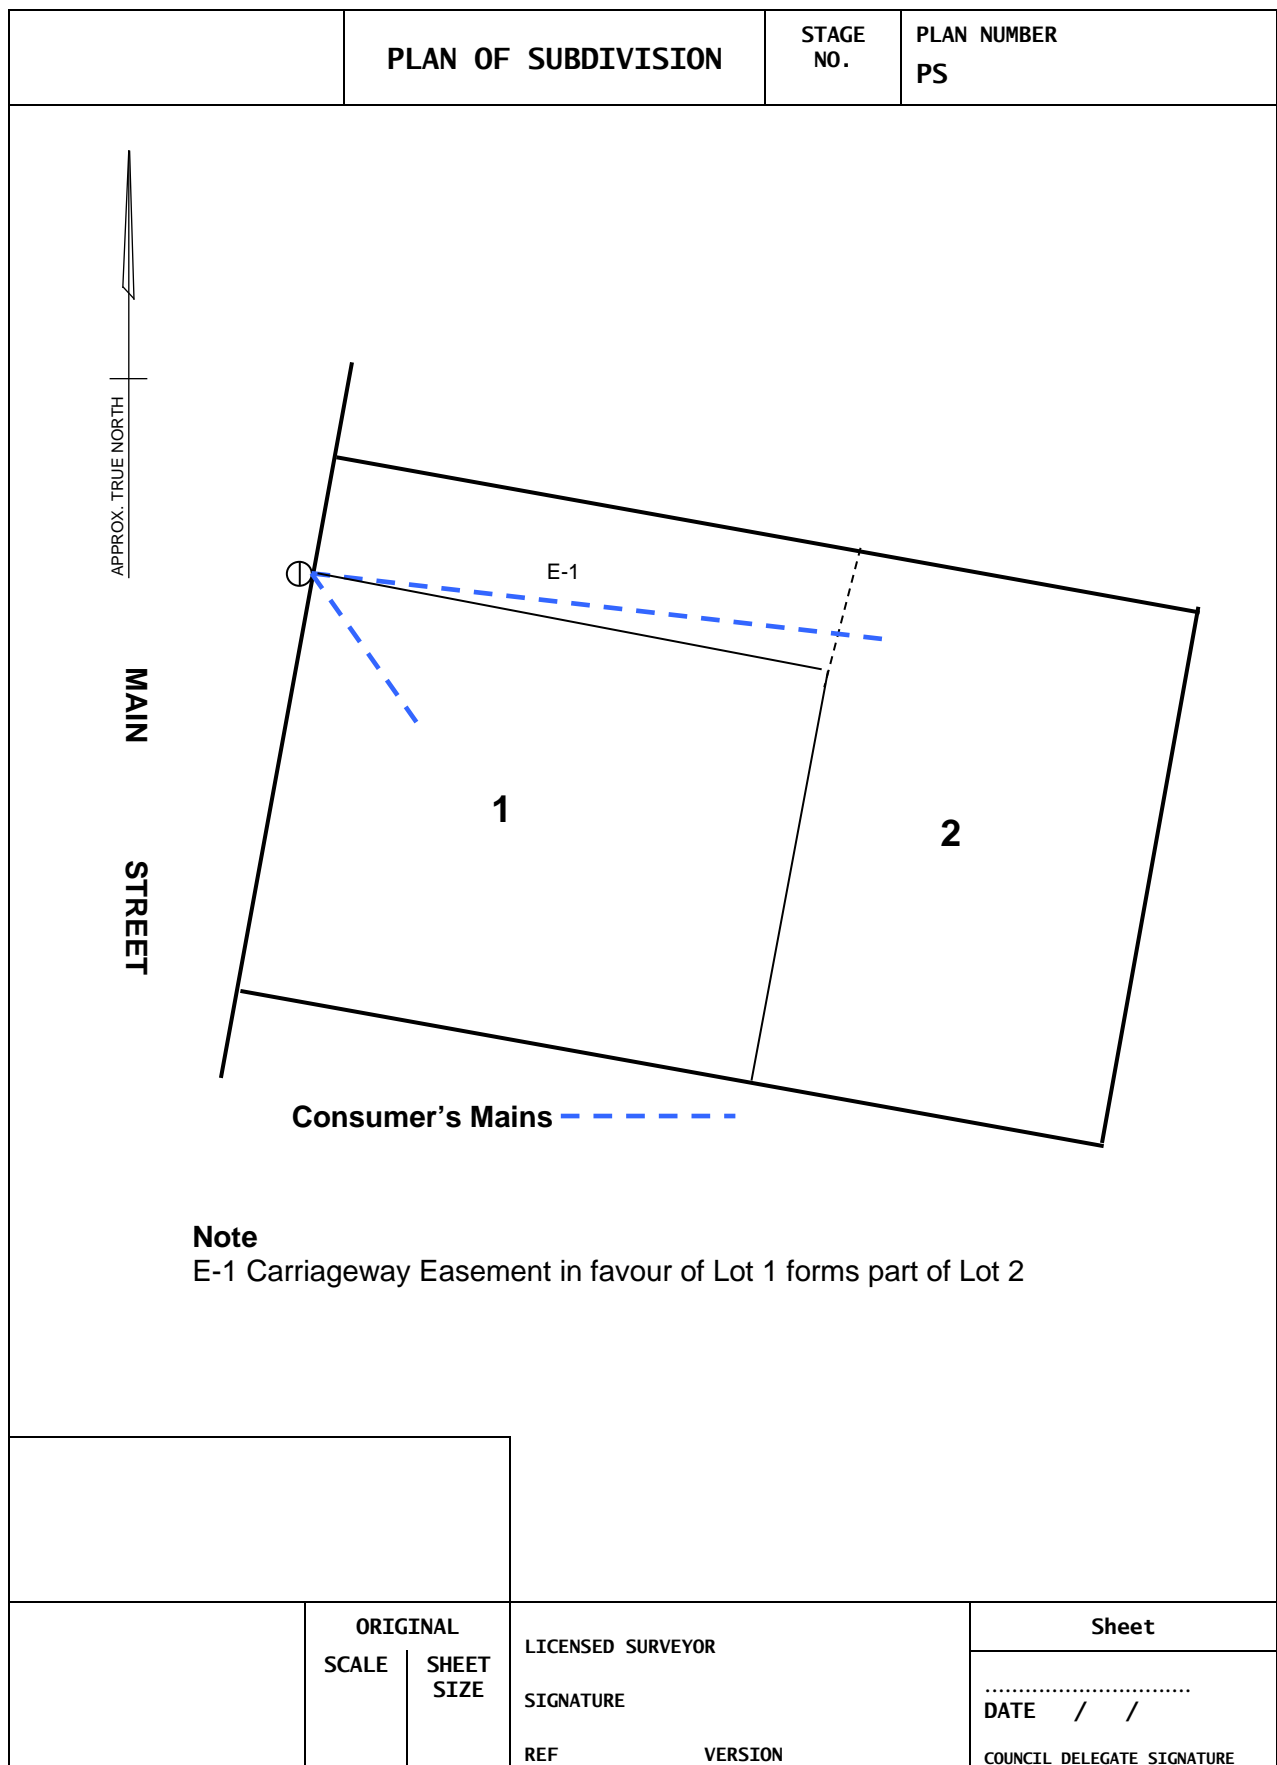 PLAN OF SUBDIVISION
STAGE
NO.
PLAN NUMBER
PS
APPROX. TRUE NORTH
E-1
MAIN STREET
1
2
Consumer’s Mains
Note
E-1 Carriageway Easement in favour of Lot 1 forms part of Lot 2
ORIGINAL
SCALE
SHEET
SIZE
LICENSED SURVEYOR
SIGNATURE
REF VERSION
Sheet
...............................
DATE / /
COUNCIL DELEGATE SIGNATURE